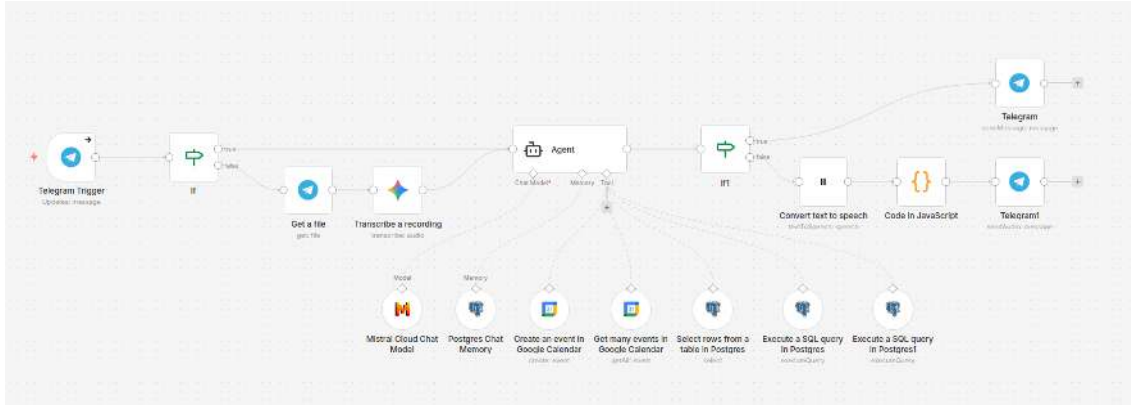 Telegram Trigger
Updates: message
If
true
false
Get a file
get: file
Transcribe a recording
transcribe: audio
Agent
Chat Model*
Memory
Tool
If1
true
false
Telegram
sendMessage: message
Convert text to speech
Code in JavaScript
Telegram1
sendAudio: message
Model
Mistral Cloud Chat
Model
Memory
Postgres Chat
Memory
Create an event in
Google Calendar
create: event
Get many events in
Google Calendar
getAll: event
Select rows from a
table in Postgres
select
Execute a SQL query
in Postgres
executeQuery
Execute a SQL query
in Postgres1
executeQuery